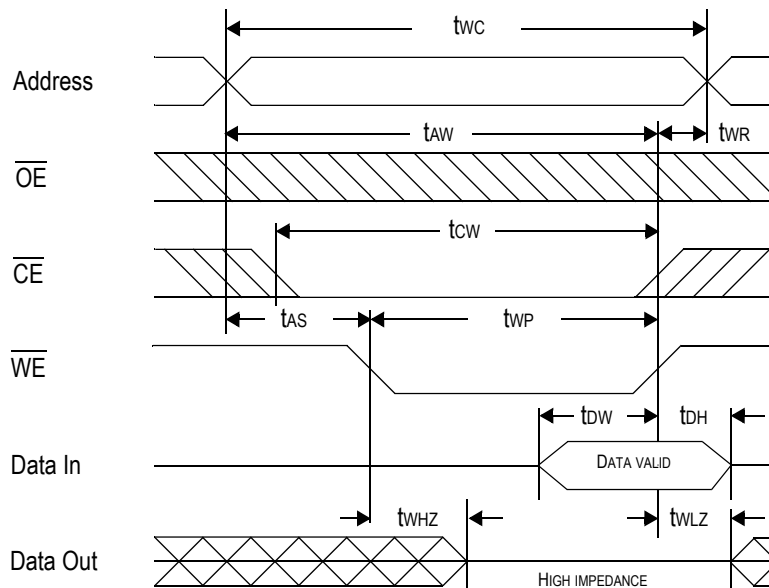 tWC
Address
tAW
tWR
OE
tCW
CE
tAS
tWP
WE
tDW
tDH
Data In
DATA VALID
tWHZ
tWLZ
Data Out
HIGH IMPEDANCE